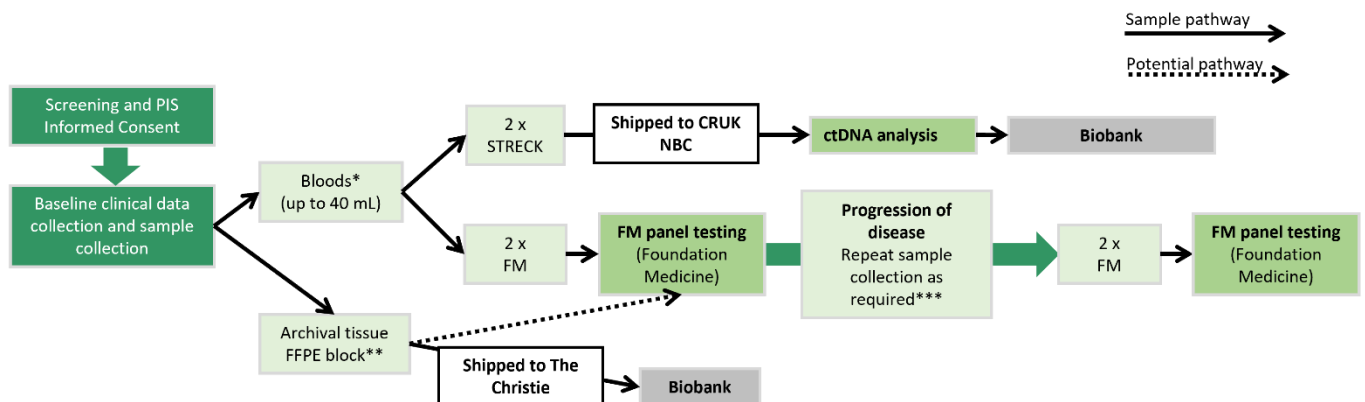 Sample pathway
Potential pathway
Screening and PIS
Informed Consent
Baseline clinical data
collection and sample
collection
Bloods*
(up to 40 mL)
Archival tissue
FFPE block**
2 x
STRECK
Shipped to CRUK
NBC
ctDNA analysis
Biobank
2 x
FM
FM panel testing
(Foundation
Medicine)
Progression of
disease
Repeat sample
collection as
required***
2 x
FM
FM panel testing
(Foundation
Medicine)
Shipped to The
Christie
Biobank